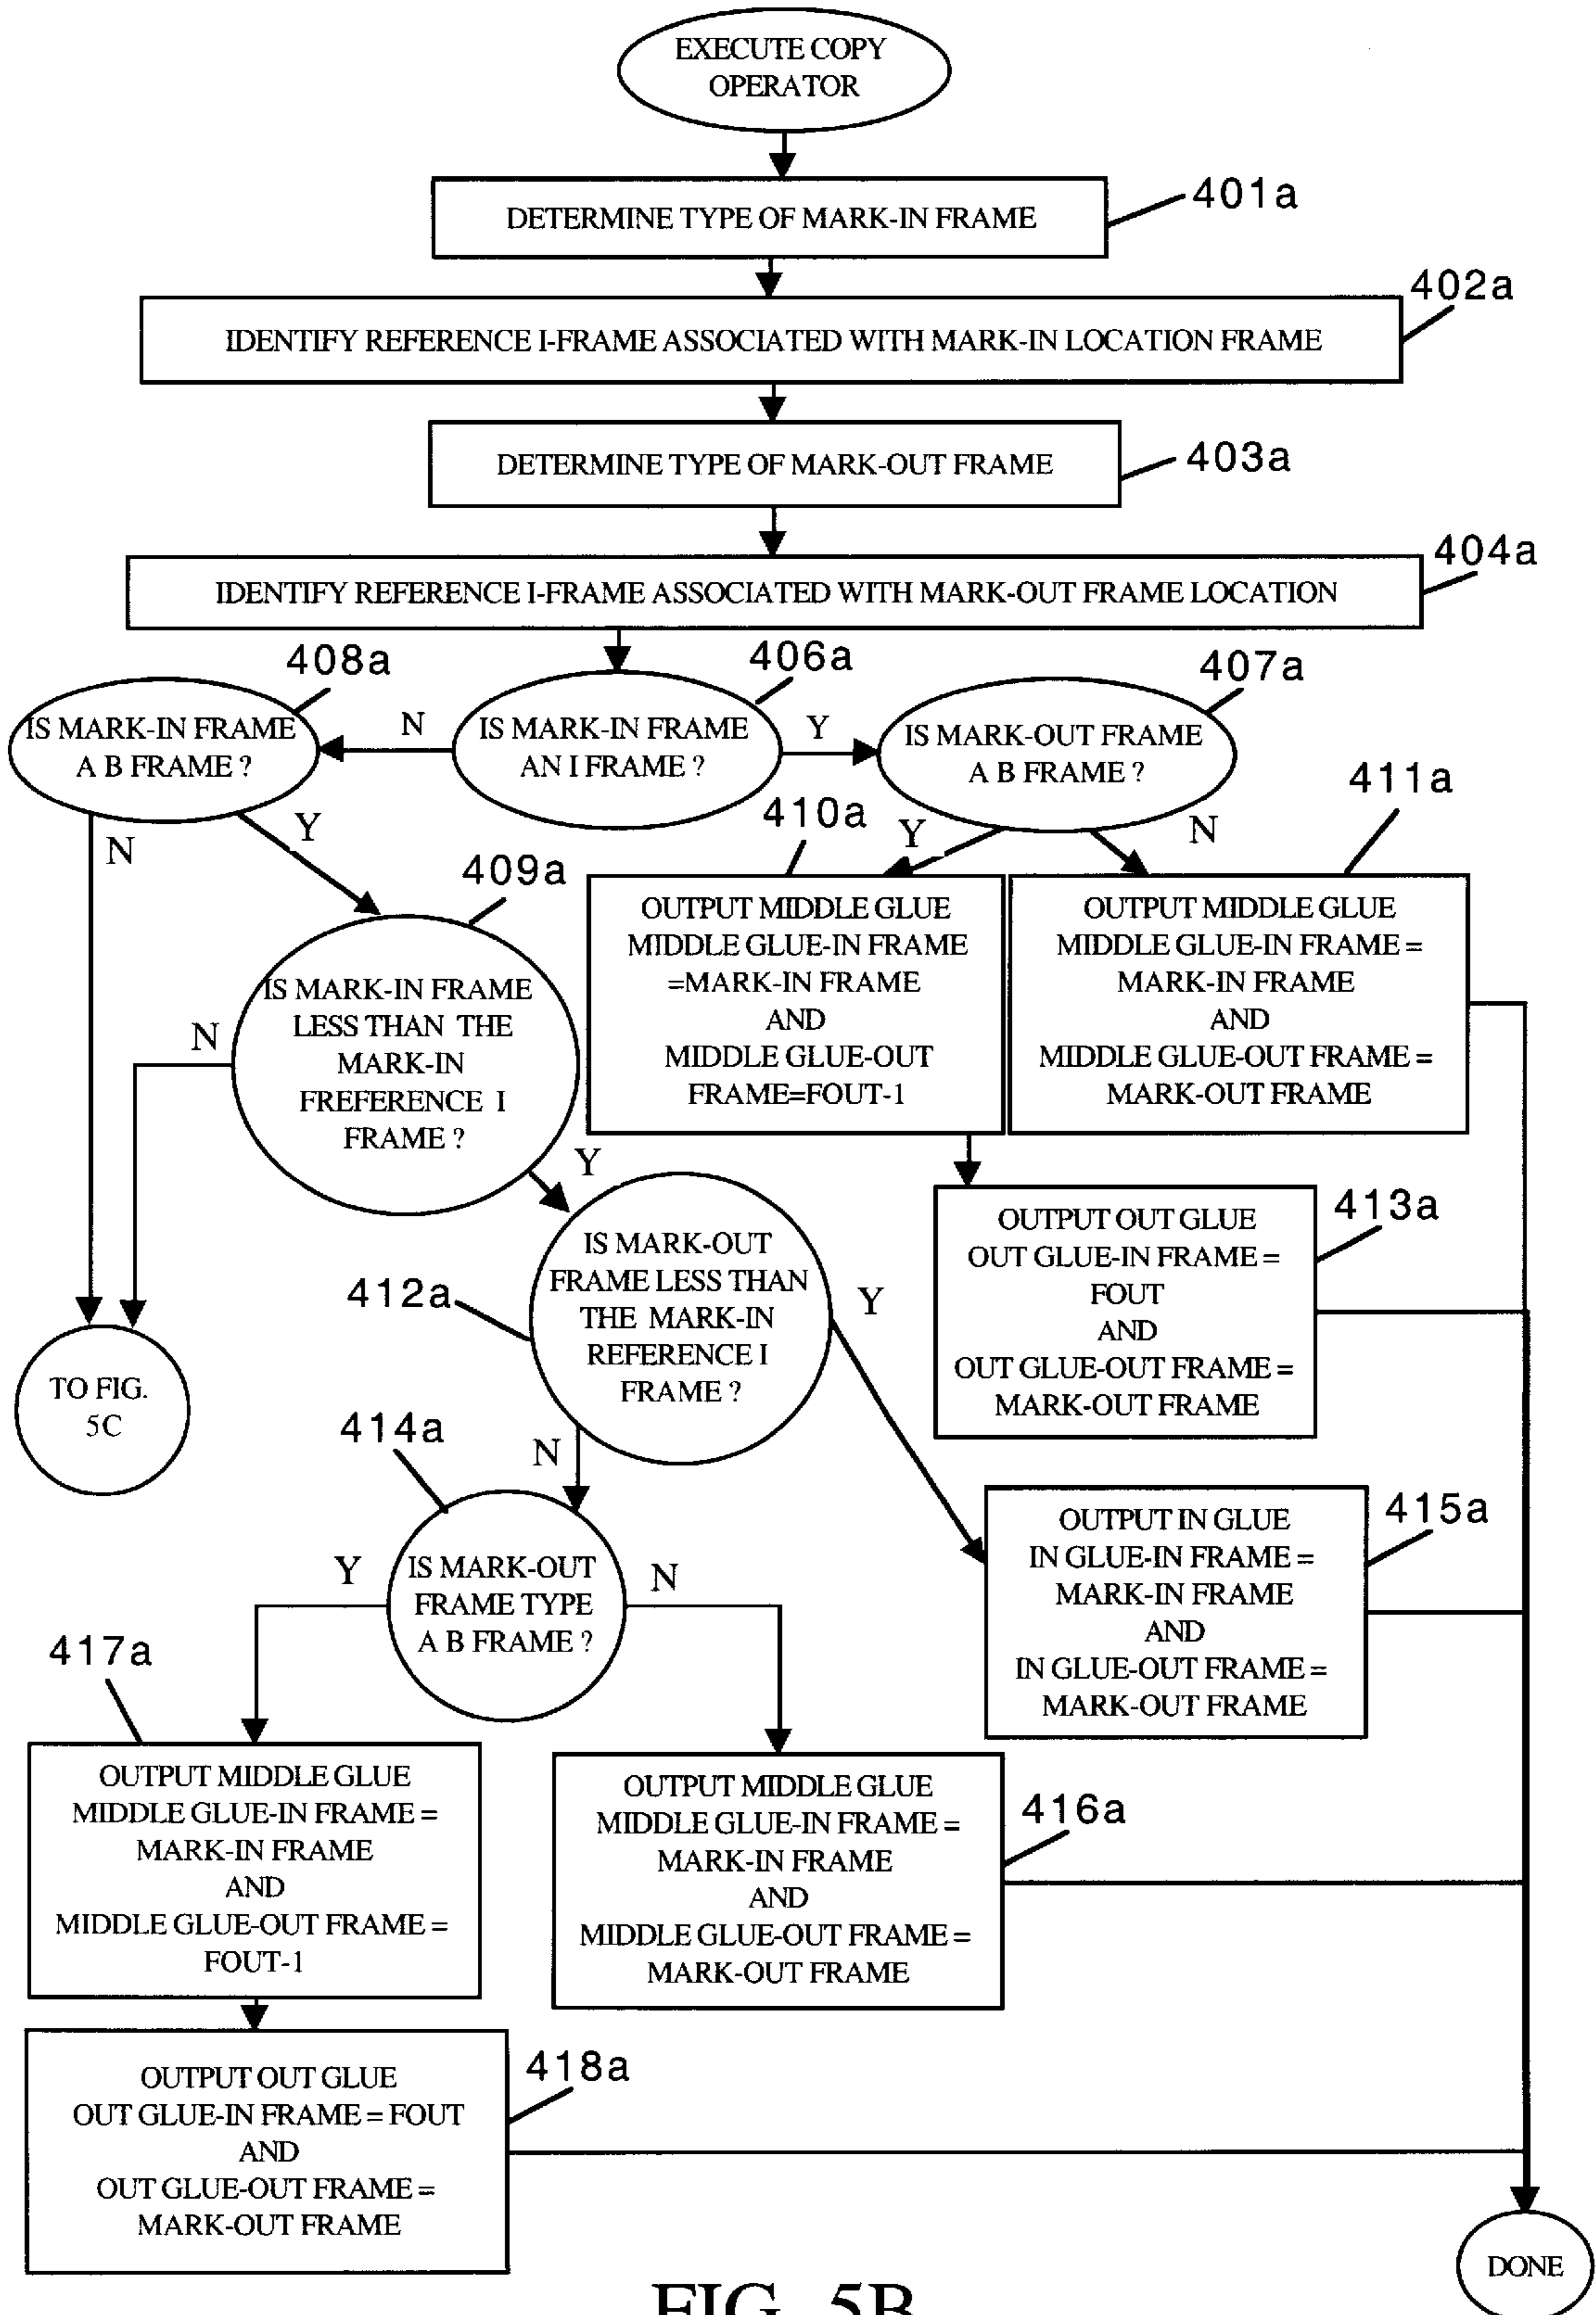 EXECUTE COPY
OPERATOR
DETERMINE TYPE OF MARK-IN FRAME
401a
IDENTIFY REFERENCE I-FRAME ASSOCIATED WITH MARK-IN LOCATION FRAME
402a
DETERMINE TYPE OF MARK-OUT FRAME
403a
IDENTIFY REFERENCE I-FRAME ASSOCIATED WITH MARK-OUT FRAME LOCATION
404a
408a
IS MARK-IN FRAME
A B FRAME ?
N
406a
IS MARK-IN FRAME
AN I FRAME ?
Y
407a
IS MARK-OUT FRAME
A B FRAME ?
N
Y
409a
IS MARK-IN FRAME
LESS THAN THE
MARK-IN
FREFERENCE I
FRAME ?
N
Y
410a
Y
OUTPUT MIDDLE GLUE
MIDDLE GLUE-IN FRAME
=MARK-IN FRAME
AND
MIDDLE GLUE-OUT
FRAME=FOUT-1
411a
N
OUTPUT MIDDLE GLUE
MIDDLE GLUE-IN FRAME =
MARK-IN FRAME
AND
MIDDLE GLUE-OUT FRAME =
MARK-OUT FRAME
413a
OUTPUT OUT GLUE
OUT GLUE-IN FRAME =
FOUT
AND
OUT GLUE-OUT FRAME =
MARK-OUT FRAME
412a
IS MARK-OUT
FRAME LESS THAN
THE MARK-IN
REFERENCE I
FRAME ?
Y
N
TO FIG.
5C
414a
IS MARK-OUT
FRAME TYPE
A B FRAME ?
Y
N
415a
OUTPUT IN GLUE
IN GLUE-IN FRAME =
MARK-IN FRAME
AND
IN GLUE-OUT FRAME =
MARK-OUT FRAME
417a
OUTPUT MIDDLE GLUE
MIDDLE GLUE-IN FRAME =
MARK-IN FRAME
AND
MIDDLE GLUE-OUT FRAME =
FOUT-1
416a
OUTPUT MIDDLE GLUE
MIDDLE GLUE-IN FRAME =
MARK-IN FRAME
AND
MIDDLE GLUE-OUT FRAME =
MARK-OUT FRAME
418a
OUTPUT OUT GLUE
OUT GLUE-IN FRAME = FOUT
AND
OUT GLUE-OUT FRAME =
MARK-OUT FRAME
DONE
FIG. 5B